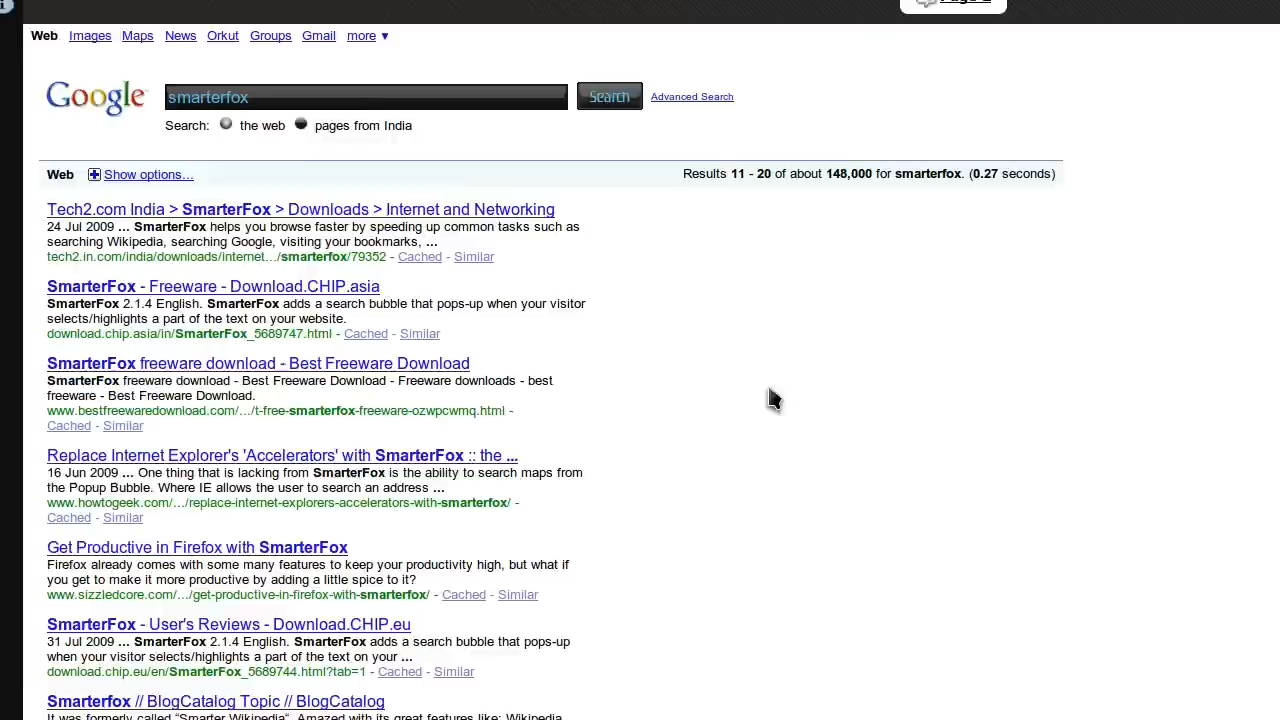 Web Images Maps News Orkut Groups Gmail more ▼
Google smarterfox Search Advanced Search
Search: the web pages from India
Web Show options... Results 11 - 20 of about 148,000 for smarterfox. (0.27 seconds)
Tech2.com India > SmarterFox > Downloads > Internet and Networking
24 Jul 2009 ... SmarterFox helps you browse faster by speeding up common tasks such as
searching Wikipedia, searching Google, visiting your bookmarks, ...
tech2.in.com/india/downloads/internet.../smarterfox/79352 - Cached - Similar
SmarterFox - Freeware - Download.CHIP.asia
SmarterFox 2.1.4 English. SmarterFox adds a search bubble that pops-up when your visitor
selects/highlights a part of the text on your website.
download.chip.asia/in/SmarterFox_5689747.html - Cached - Similar
SmarterFox freeware download - Best Freeware Download
SmarterFox freeware download - Best Freeware Download - Freeware downloads - best
freeware - Best Freeware Download.
www.bestfreewaredownload.com/.../t-free-smarterfox-freeware-ozwpcwmq.html -
Cached - Similar
Replace Internet Explorer's 'Accelerators' with SmarterFox :: the ...
16 Jun 2009 ... One thing that is lacking from SmarterFox is the ability to search maps from
the Popup Bubble. Where IE allows the user to search an address ...
www.howtogeek.com/.../replace-internet-explorers-accelerators-with-smarterfox/ -
Cached - Similar
Get Productive in Firefox with SmarterFox
Firefox already comes with some many features to keep your productivity high, but what if
you get to make it more productive by adding a little spice to it?
www.sizzledcore.com/.../get-productive-in-firefox-with-smarterfox/ - Cached - Similar
SmarterFox - User's Reviews - Download.CHIP.eu
31 Jul 2009 ... SmarterFox 2.1.4 English. SmarterFox adds a search bubble that pops-up
when your visitor selects/highlights a part of the text on your ...
download.chip.eu/en/SmarterFox_5689744.html?tab=1 - Cached - Similar
Smarterfox // BlogCatalog Topic // BlogCatalog
It was formerly called "Smarter Wikipedia". Amazed with its great features like: Wikipedia